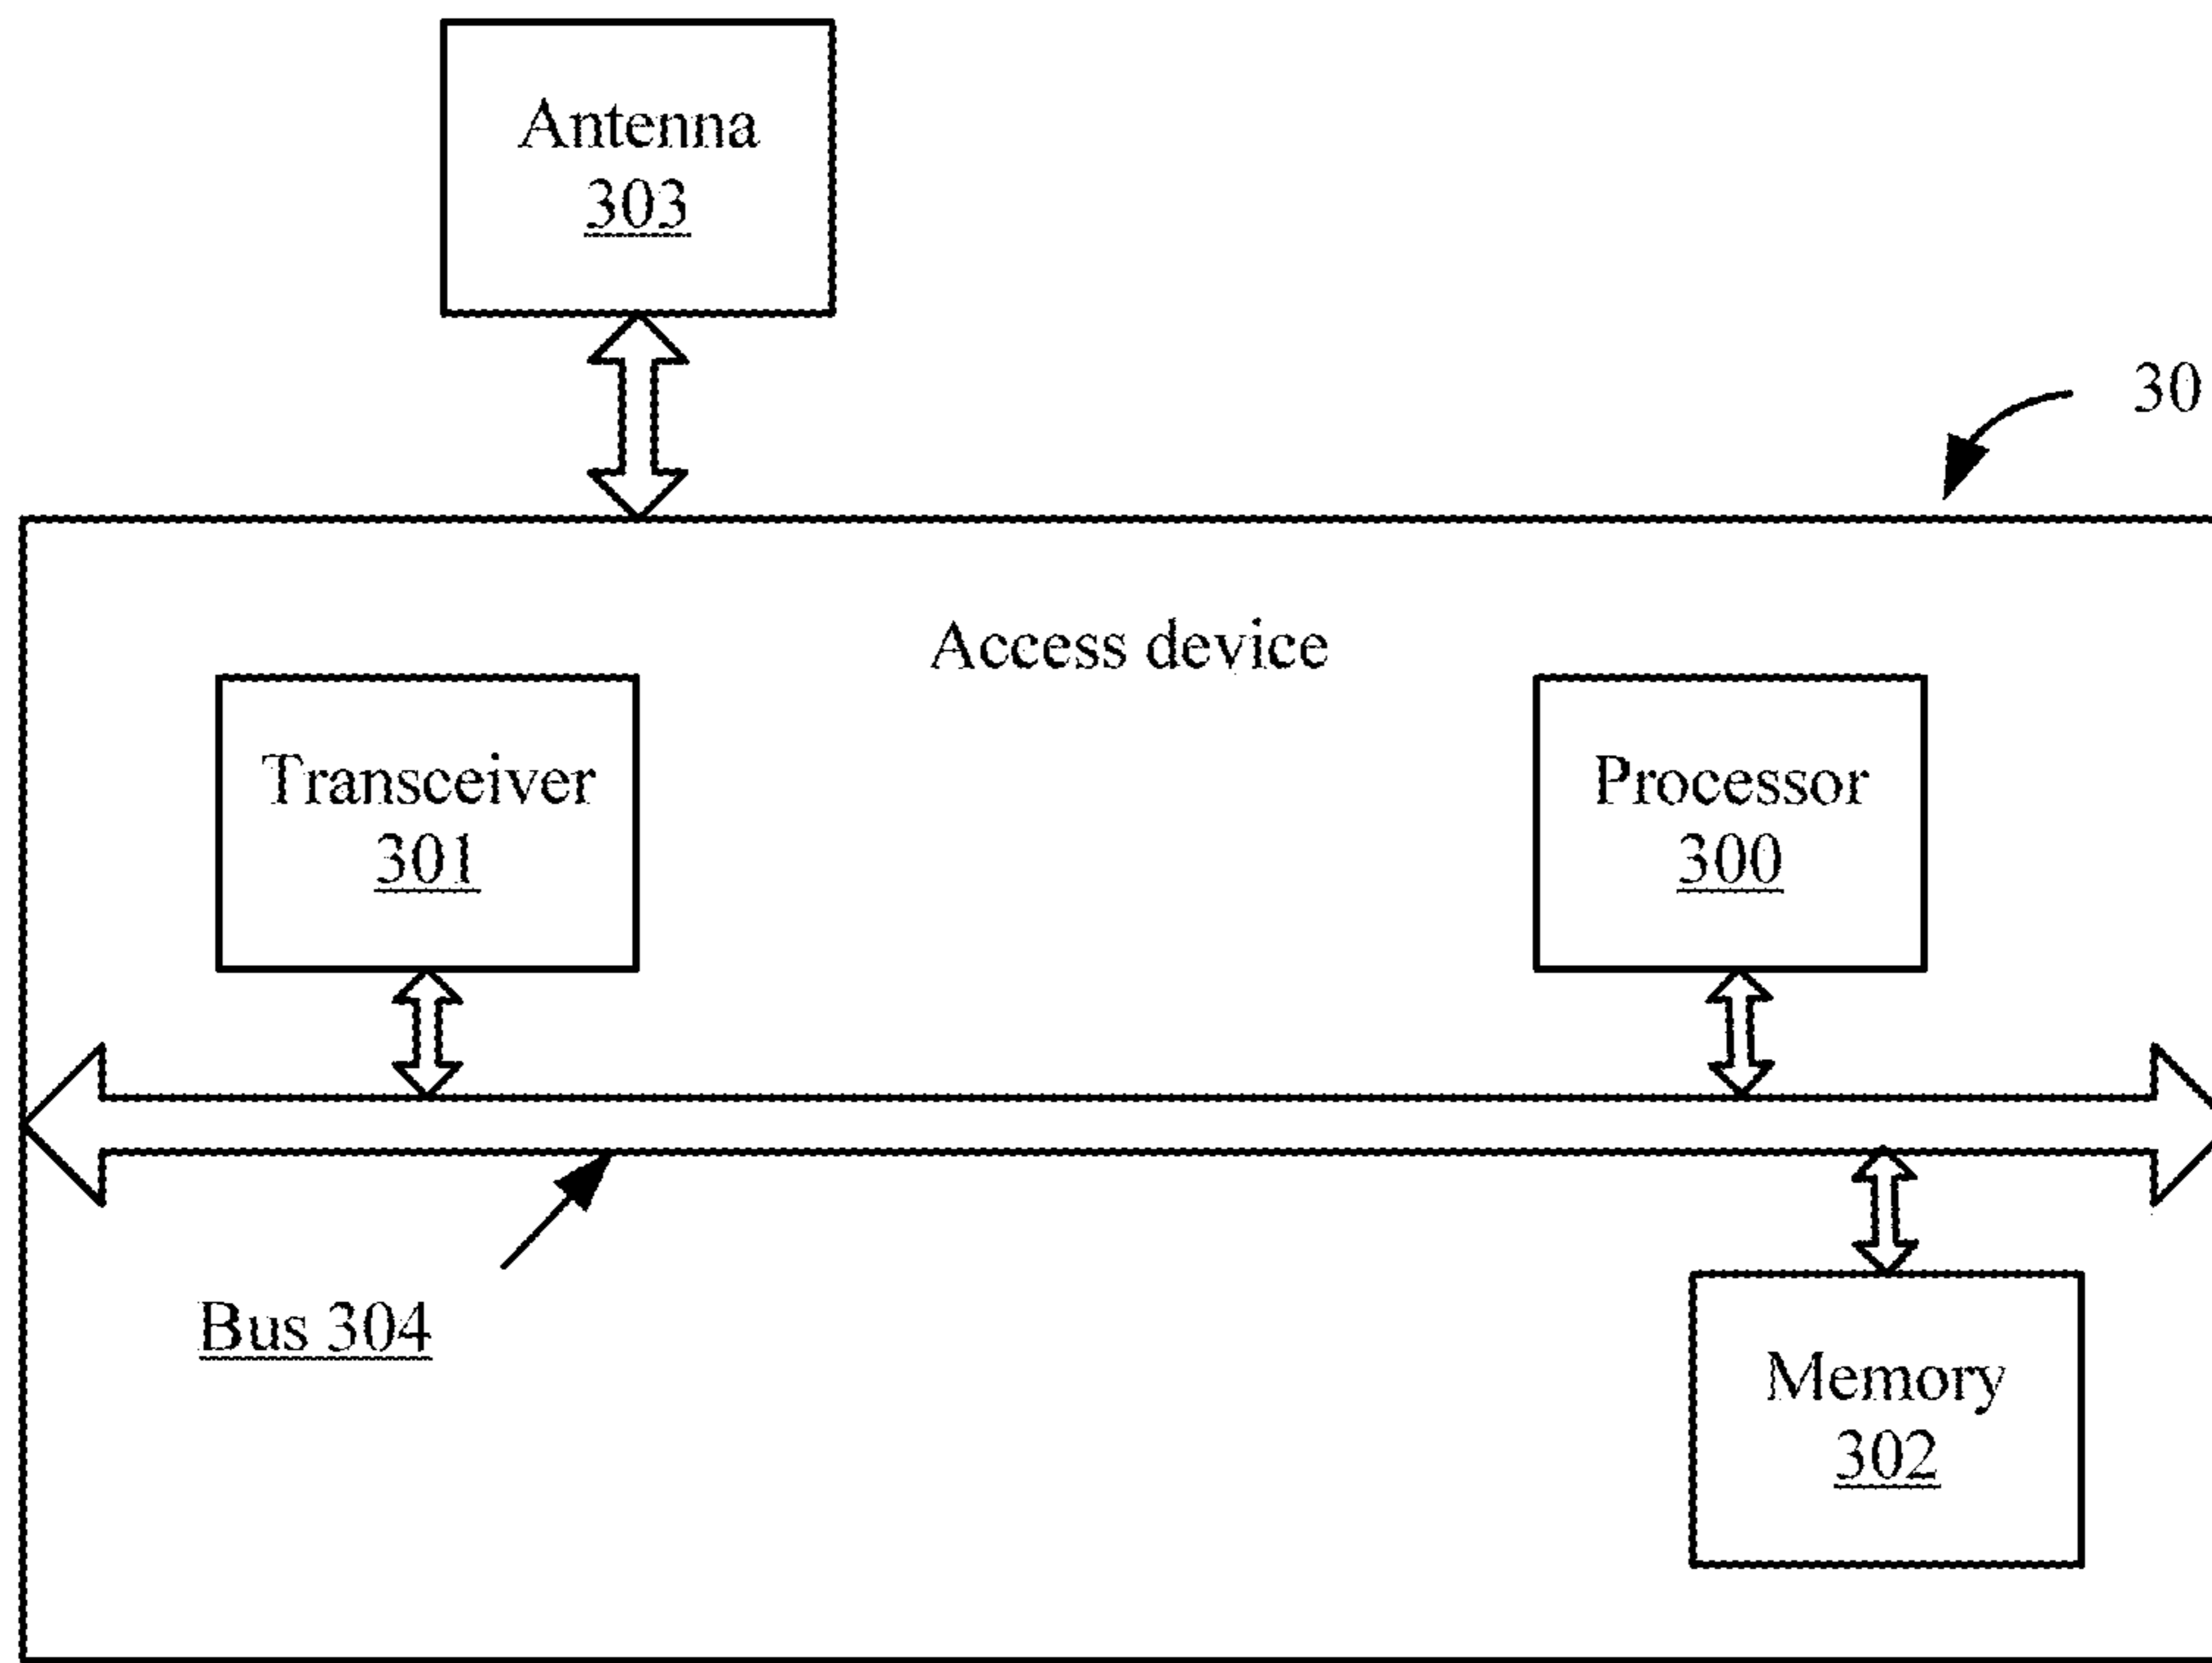 Antenna
303
30
Access device
Transceiver
301
Processor
300
Bus 304
Memory
302